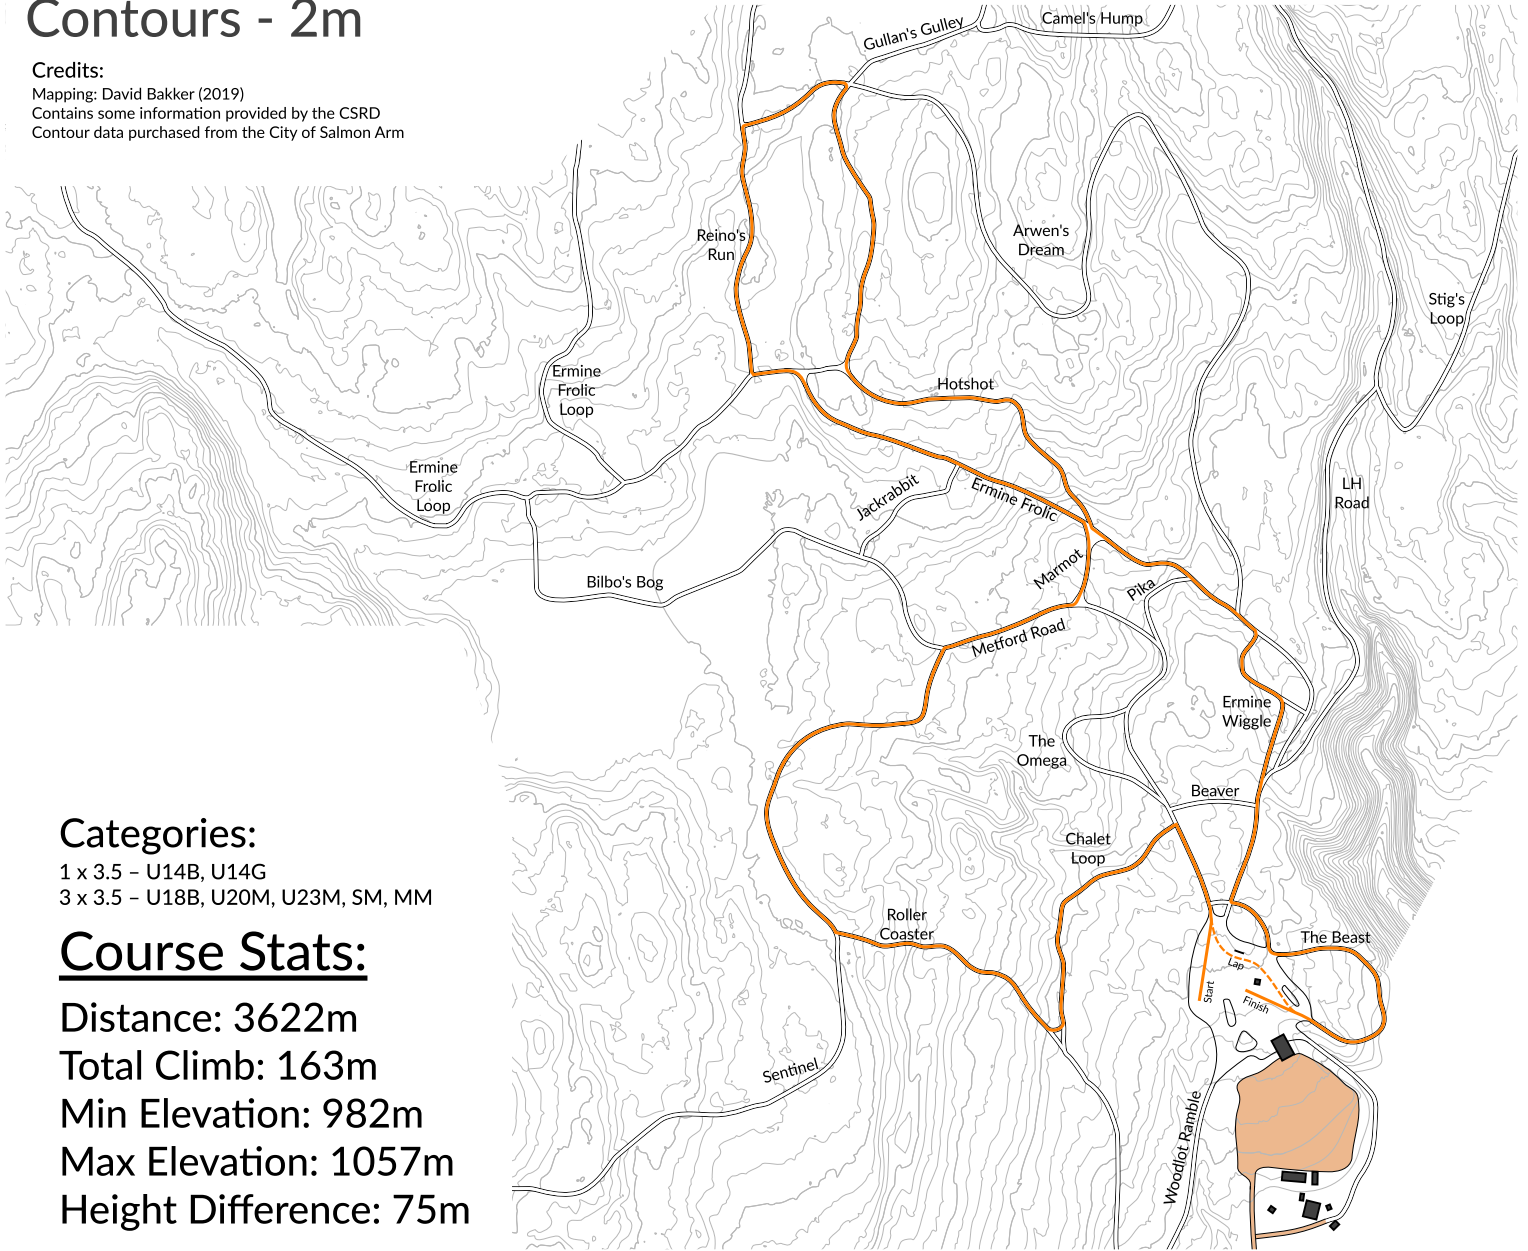 Contours - 2m
Credits:
Mapping: David Bakker (2019)
Contains some information provided by the CSRD
Contour data purchased from the City of Salmon Arm
Gullan's Gulley
Camel's Hump
Reino's
Run
Arwen's
Dream
Stig's
Loop
Ermine
Frolic
Loop
Hotshot
Ermine
Frolic
Loop
Jackrabbit
Ermine Frolic
LH
Road
Bilbo's Bog
Marmot
Pika
Metford Road
Ermine
Wiggle
The
Omega
Beaver
Chalet
Loop
Roller
Coaster
The Beast
Lap
Start
Finish
Sentinel
Woodlot Ramble
Categories:
1 x 3.5 – U14B, U14G
3 x 3.5 – U18B, U20M, U23M, SM, MM
Course Stats:
Distance: 3622m
Total Climb: 163m
Min Elevation: 982m
Max Elevation: 1057m
Height Difference: 75m